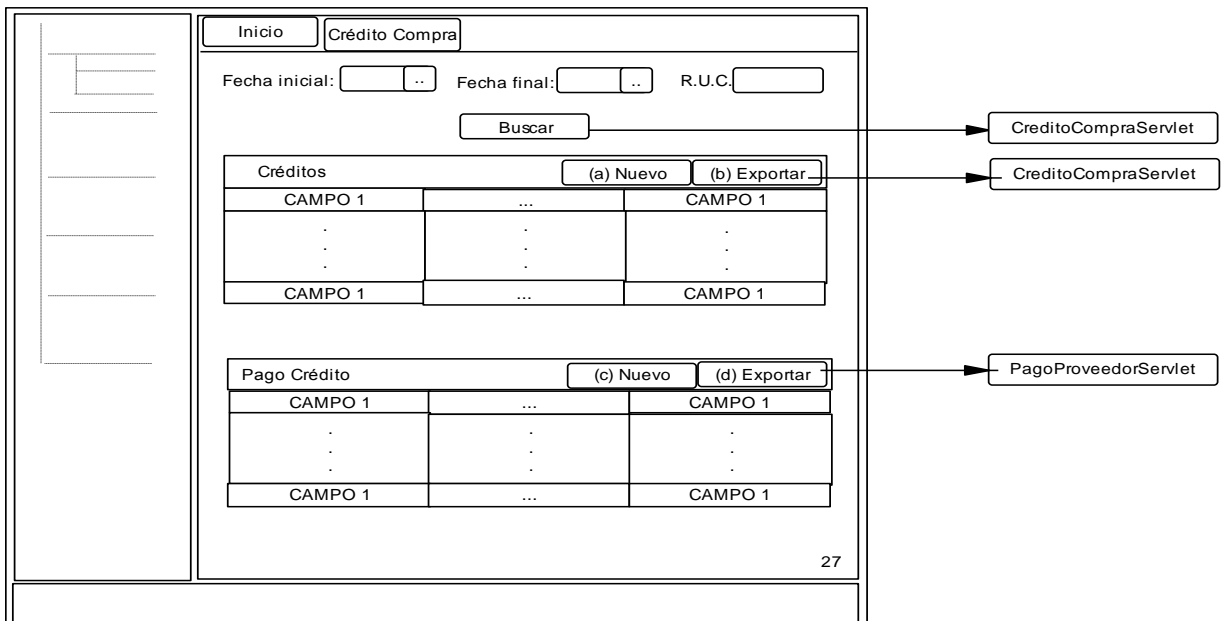 Inicio Crédito Compra
Fecha inicial: .. Fecha final: .. R.U.C.
Buscar CreditoCompraServlet
Créditos (a) Nuevo (b) Exportar CreditoCompraServlet
CAMPO 1 ... CAMPO 1
. . .
. . .
. . .
CAMPO 1 ... CAMPO 1
Pago Crédito (c) Nuevo (d) Exportar PagoProveedorServlet
CAMPO 1 ... CAMPO 1
. . .
. . .
. . .
CAMPO 1 ... CAMPO 1
27